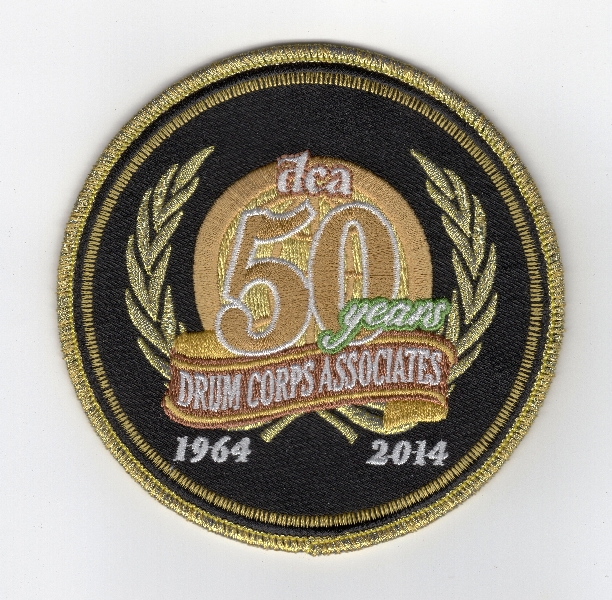 dca
50
years
DRUM CORPS ASSOCIATES
1964 2014